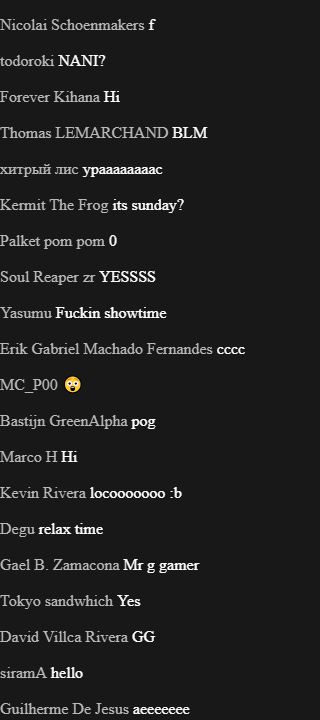 Nicolai Schoenmakers f
todoroki NANI?
Forever Kihana Hi
Thomas LEMARCHAND BLM
хитрый лис ураааааааас
Kermit The Frog its sunday?
Palket pom pom 0
Soul Reaper zr YESSSS
Yasumu Fuckin showtime
Erik Gabriel Machado Fernandes cccc
MC_P00 😲
Bastijn GreenAlpha pog
Marco H Hi
Kevin Rivera locooooooo :b
Degu relax time
Gael B. Zamacona Mr g gamer
Tokyo sandwhich Yes
David Villca Rivera GG
siramA hello
Guilherme De Jesus aeeeeeee